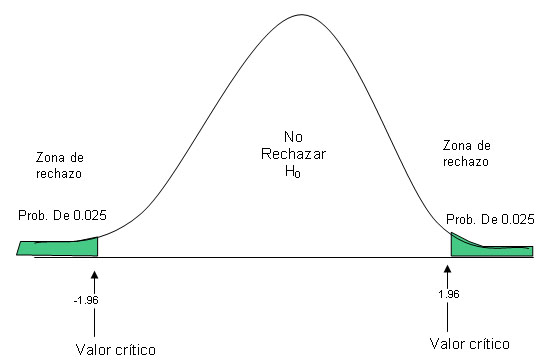 No
Rechazar
H₀
Zona de
rechazo
Zona de
rechazo
Prob. De 0.025
Prob. De 0.025
-1.96
1.96
Valor crítico
Valor crítico